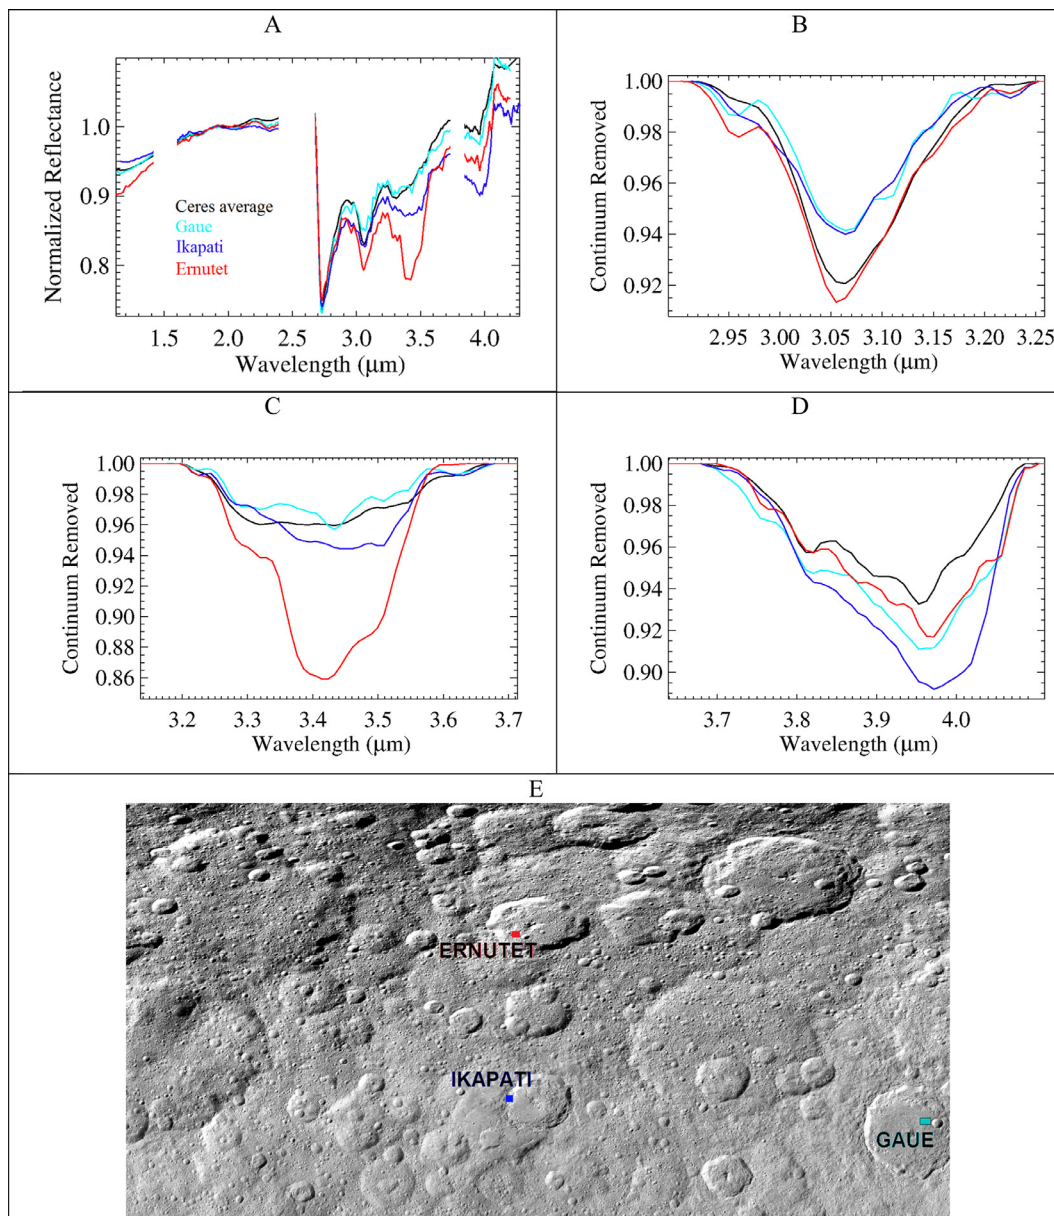 A
Normalized Reflectance
1.0
0.9
0.8
Ceres average
Gaue
Ikapati
Ernutet
1.5 2.0 2.5 3.0 3.5 4.0
Wavelength (μm)
B
Continuum Removed
1.00
0.98
0.96
0.94
0.92
2.95 3.00 3.05 3.10 3.15 3.20 3.25
Wavelength (μm)
C
Continuum Removed
1.00
0.98
0.96
0.94
0.92
0.90
0.88
0.86
3.2 3.3 3.4 3.5 3.6 3.7
Wavelength (μm)
D
Continuum Removed
1.00
0.98
0.96
0.94
0.92
0.90
3.7 3.8 3.9 4.0
Wavelength (μm)
E
ERNUTET
IKAPATI
GAUE